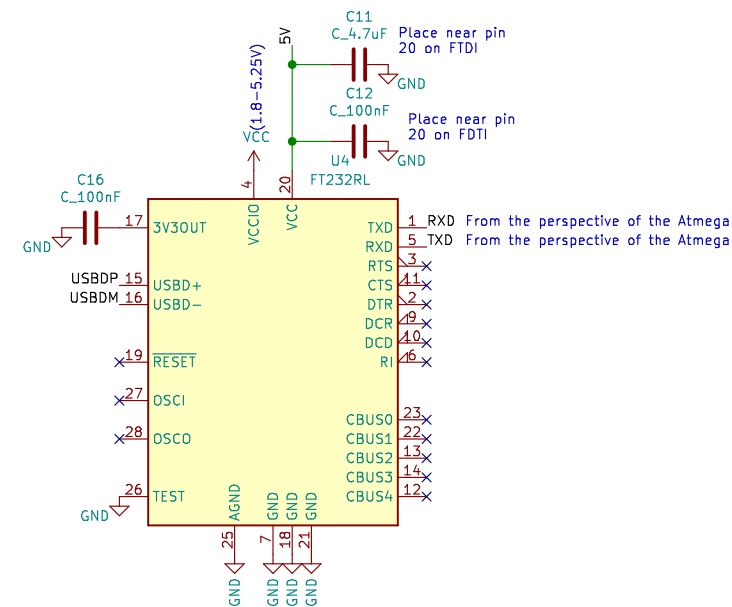 C11
C_4.7uF
Place near pin
20 on FTDI
GND
5V
(1.8-5.25V)
VCC
C12
C_100nF
Place near pin
20 on FDTI
GND
U4
FT232RL
C16
C_100nF
GND
4
20
VCCIO
VCC
17 3V3OUT
USBDP 15 USBD+
USBDM 16 USBD-
19 RESET
27 OSCI
28 OSCO
26 TEST
GND
TXD 1 RXD From the perspective of the Atmega
RXD 5 TXD From the perspective of the Atmega
RTS 3
CTS 11
DTR 2
DCR 9
DCD 10
RI 6
CBUS0 23
CBUS1 22
CBUS2 13
CBUS3 14
CBUS4 12
AGND
GND
GND
GND
25
7
18
21
GND
GND
GND
GND